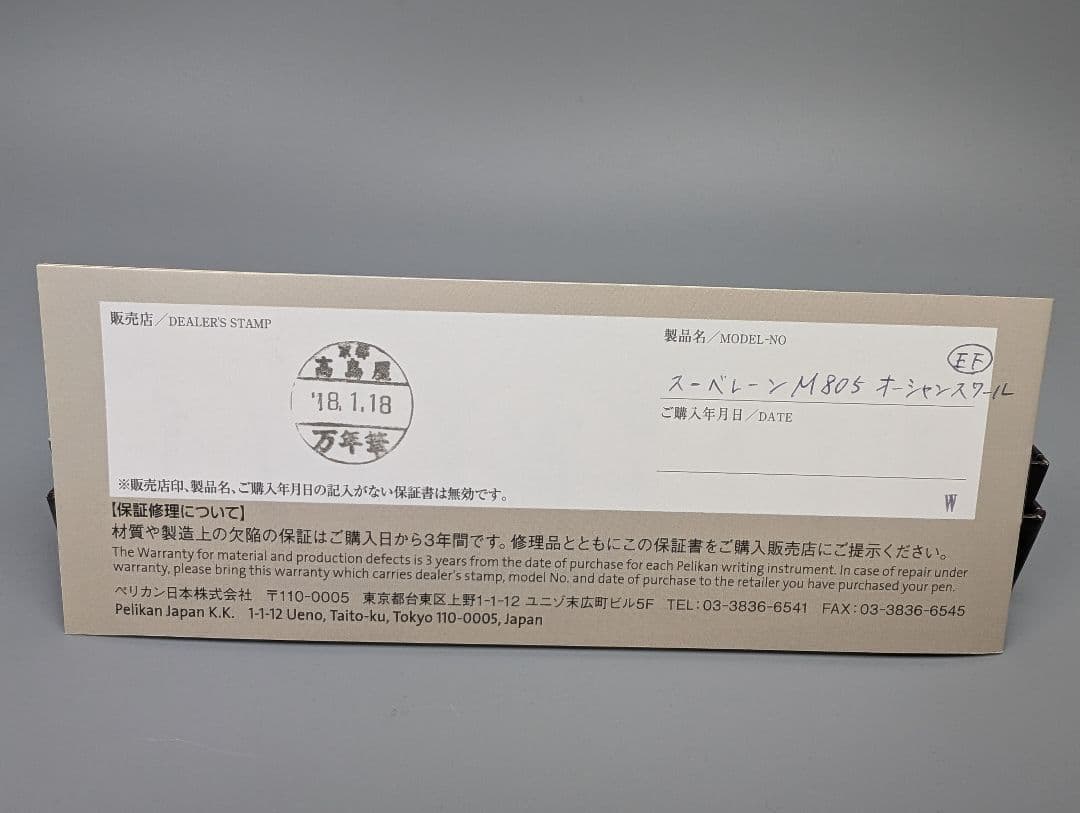 販売店/DEALER'S STAMP
京都
高島屋
'18.1.18
万年筆
※販売店印、製品名、ご購入年月日の記入がない保証書は無効です。
製品名/MODEL-NO
EF
スーベレーン M805 オーシャンスワール
ご購入年月日/DATE
W
【保証修理について】
材質や製造上の欠陥の保証はご購入日から3年間です。修理品とともにこの保証書をご購入販売店にご提示ください。
The Warranty for material and production defects is 3 years from the date of purchase for each Pelikan writing instrument. In case of repair under
warranty, please bring this warranty which carries dealer's stamp, model No. and date of purchase to the retailer you have purchased your pen.
ペリカン日本株式会社 〒110-0005 東京都台東区上野1-1-12 ユニゾ末広町ビル5F TEL:03-3836-6541 FAX:03-3836-6545
Pelikan Japan K.K. 1-1-12 Ueno, Taito-ku, Tokyo 110-0005, Japan